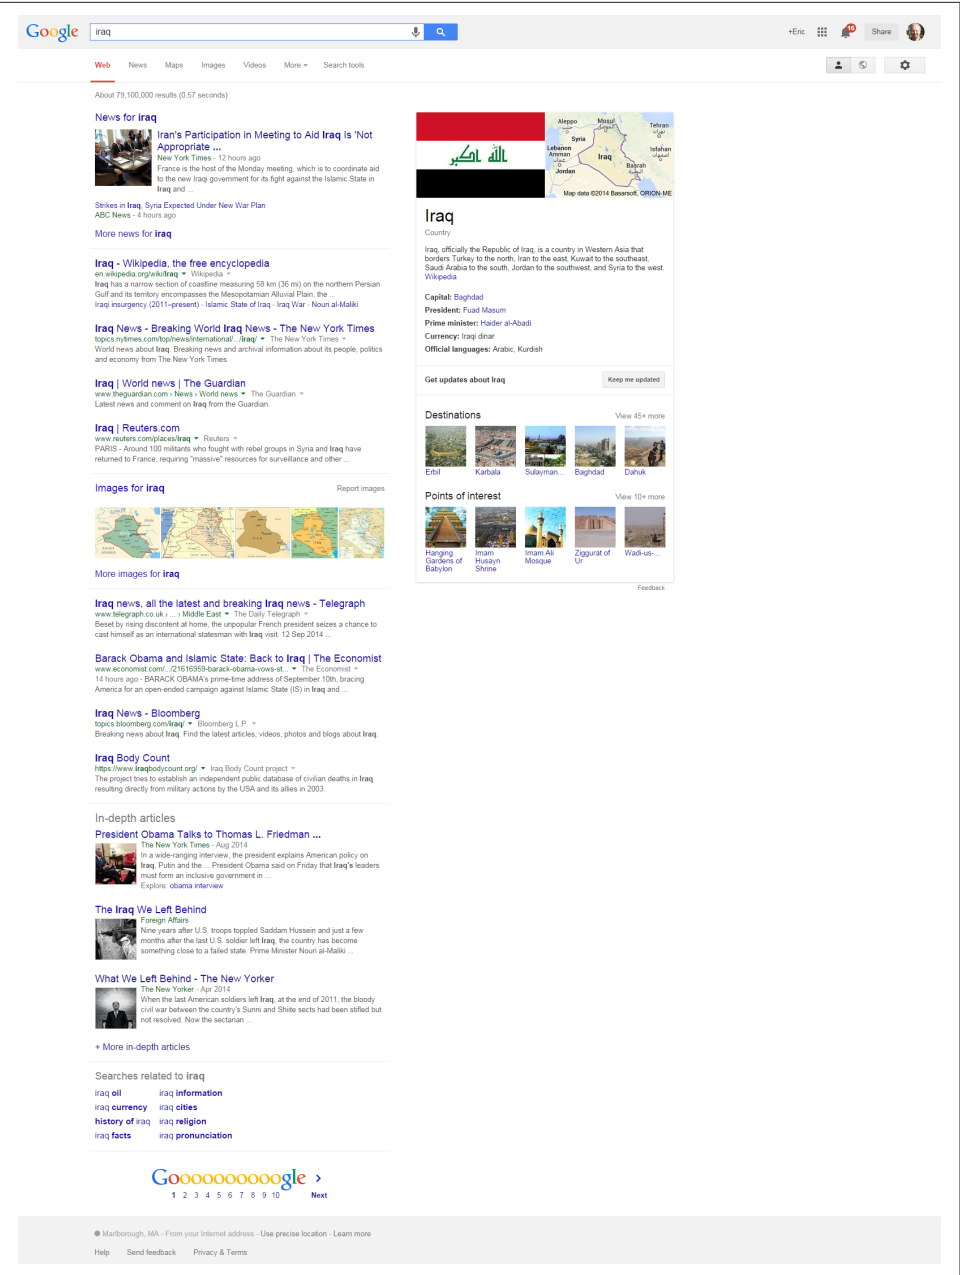 Google
iraq
+Eric
Share
Web News Maps Images Videos More Search tools
About 79,100,000 results (0.57 seconds)
News for iraq
Iran's Participation in Meeting to Aid Iraq Is 'Not
Appropriate ...
New York Times - 12 hours ago
France is the host of the Monday meeting, which is to coordinate aid
to the new Iraqi government for its fight against the Islamic State in
Iraq and ...
Strikes in Iraq, Syria Expected Under New War Plan
ABC News - 4 hours ago
More news for iraq
Iraq - Wikipedia, the free encyclopedia
en.wikipedia.org/wiki/Iraq Wikipedia
Iraq has a narrow section of coastline measuring 58 km (36 mi) on the northern Persian
Gulf and its territory encompasses the Mesopotamian Alluvial Plain, the ...
Iraqi insurgency (2011–present) - Islamic State of Iraq - Iraq War - Nouri al-Maliki
Iraq News - Breaking World Iraq News - The New York Times
topics.nytimes.com/top/news/international/.../iraq/ The New York Times
World news about Iraq. Breaking news and archival information about its people, politics
and economy from The New York Times.
Iraq | World news | The Guardian
www.theguardian.com › News › World news The Guardian
Latest news and comment on Iraq from the Guardian.
Iraq | Reuters.com
www.reuters.com/places/iraq Reuters
PARIS - Around 100 militants who fought with rebel groups in Syria and Iraq have
returned to France, requiring "massive" resources for surveillance and other ...
Images for iraq
Report images
More images for iraq
Iraq news, all the latest and breaking Iraq news - Telegraph
www.telegraph.co.uk › ... › Middle East The Daily Telegraph
Beset by rising discontent at home, the unpopular French president seizes a chance to
cast himself as an international statesman with Iraq visit. 12 Sep 2014 ...
Barack Obama and Islamic State: Back to Iraq | The Economist
www.economist.com/.../21616959-barack-obama-vows-st... The Economist
14 hours ago - BARACK OBAMA's prime-time address of September 10th, bracing
America for an open-ended campaign against Islamic State (IS) in Iraq and ...
Iraq News - Bloomberg
topics.bloomberg.com/iraq/ Bloomberg L.P.
Breaking news about Iraq. Find the latest articles, videos, photos and blogs about Iraq.
Iraq Body Count
https://www.iraqbodycount.org/ Iraq Body Count project
The project tries to establish an independent public database of civilian deaths in Iraq
resulting directly from military actions by the USA and its allies in 2003.
In-depth articles
President Obama Talks to Thomas L. Friedman ...
The New York Times - Aug 2014
In a wide-ranging interview, the president explains American policy on
Iraq, Putin and the ... President Obama said on Friday that Iraq's leaders
must form an inclusive government in ...
Explore: obama interview
The Iraq We Left Behind
Foreign Affairs
Nine years after U.S. troops toppled Saddam Hussein and just a few
months after the last U.S. soldier left Iraq, the country has become
something close to a failed state. Prime Minister Nouri al-Maliki ...
What We Left Behind - The New Yorker
The New Yorker - Apr 2014
When the last American soldiers left Iraq, at the end of 2011, the bloody
civil war between the country's Sunni and Shiite sects had been stifled but
not resolved. Now the sectarian ...
+ More in-depth articles
Searches related to iraq
iraq oil iraq information
iraq currency iraq cities
history of iraq iraq religion
iraq facts iraq pronunciation
Goooooooooogle
1 2 3 4 5 6 7 8 9 10 Next
الله اكبر
Aleppo
حلب
Mosul
الموصل
Tehran
تهران
Syria
Lebanon
Amman
عمان
Iraq
Isfahan
اصفهان
Basrah
البصرة
Jordan
Map data ©2014 Basarsoft, ORION-ME
Iraq
Country
Iraq, officially the Republic of Iraq, is a country in Western Asia that
borders Turkey to the north, Iran to the east, Kuwait to the southeast,
Saudi Arabia to the south, Jordan to the southwest, and Syria to the west.
Wikipedia
Capital: Baghdad
President: Fuad Masum
Prime minister: Haider al-Abadi
Currency: Iraqi dinar
Official languages: Arabic, Kurdish
Get updates about Iraq
Keep me updated
Destinations
View 45+ more
Erbil Karbala Sulayman... Baghdad Dahuk
Points of interest
View 10+ more
Hanging Imam Imam Ali Ziggurat of Wadi-us-...
Gardens of Husayn Mosque Ur
Babylon Shrine
Feedback
Marlborough, MA - From your Internet address - Use precise location - Learn more
Help Send feedback Privacy & Terms